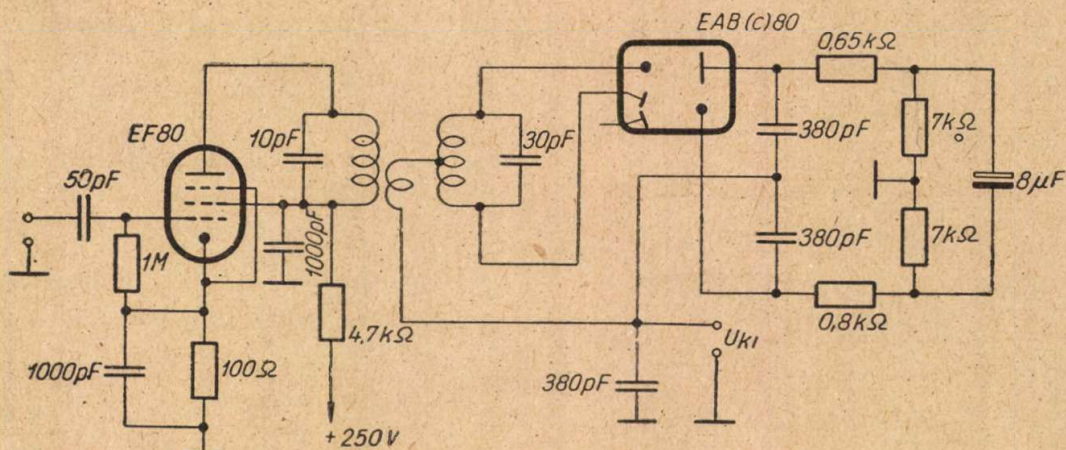 EAB(c)80
0,65kΩ
EF80
10pF
30pF
380pF
7kΩ
50pF
8µF
1000pF
1M
380pF
7kΩ
4,7kΩ
0,8kΩ
UKI
1000pF
100Ω
380pF
+250V